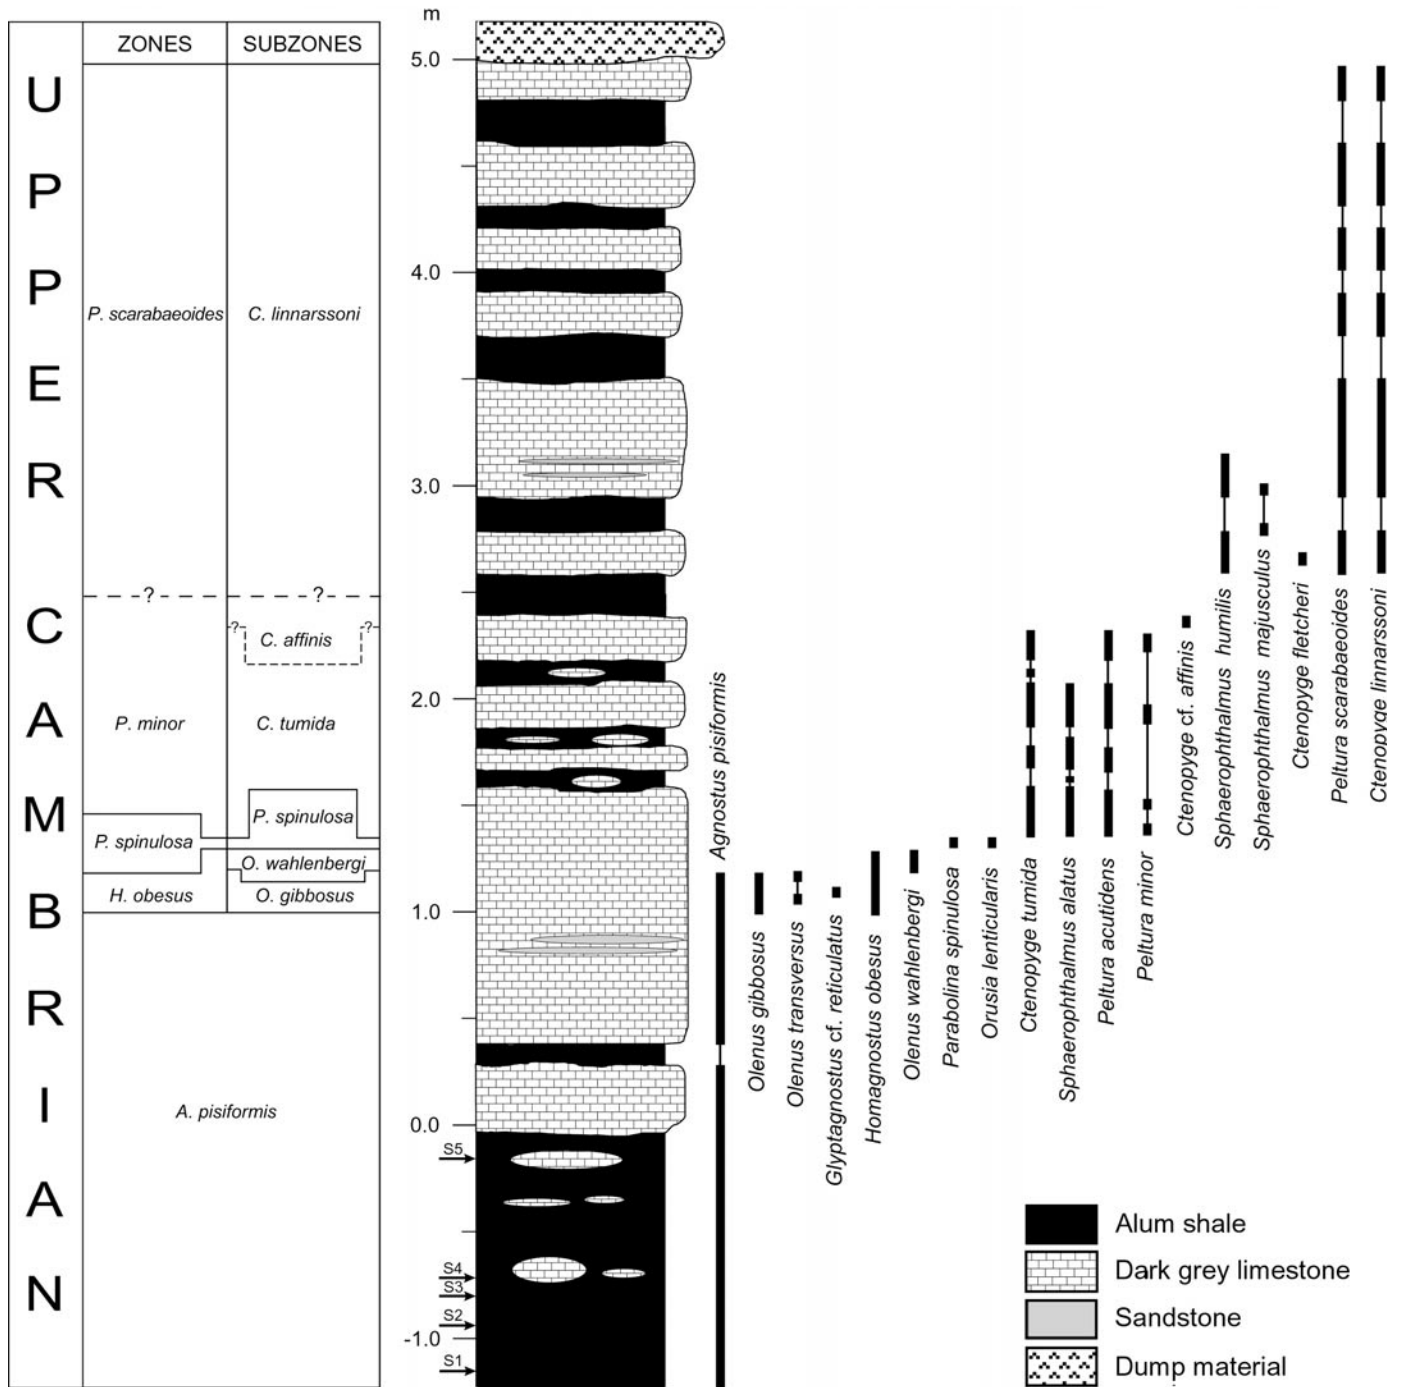 m
ZONES SUBZONES
UPPER CAMBRIAN
5.0
4.0
P. scarabaeoides C. linnarssoni
3.0
? ?
? C. affinis ?
2.0
P. minor C. tumida
P. spinulosa
P. spinulosa
O. wahlenbergi
H. obesus O. gibbosus
1.0
A. pisiformis
0.0
S5
S4
S3
S2
-1.0
S1
Agnostus pisiformis
Olenus gibbosus
Olenus transversus
Glyptagnostus cf. reticulatus
Homagnostus obesus
Olenus wahlenbergi
Parabolina spinulosa
Orusia lenticularis
Ctenopyge tumida
Sphaerophthalmus alatus
Peltura acutidens
Peltura minor
Ctenopyge cf. affinis
Sphaerophthalmus humilis
Sphaerophthalmus majusculus
Ctenopyge fletcheri
Peltura scarabaeoides
Ctenopyge linnarssoni
Alum shale
Dark grey limestone
Sandstone
Dump material